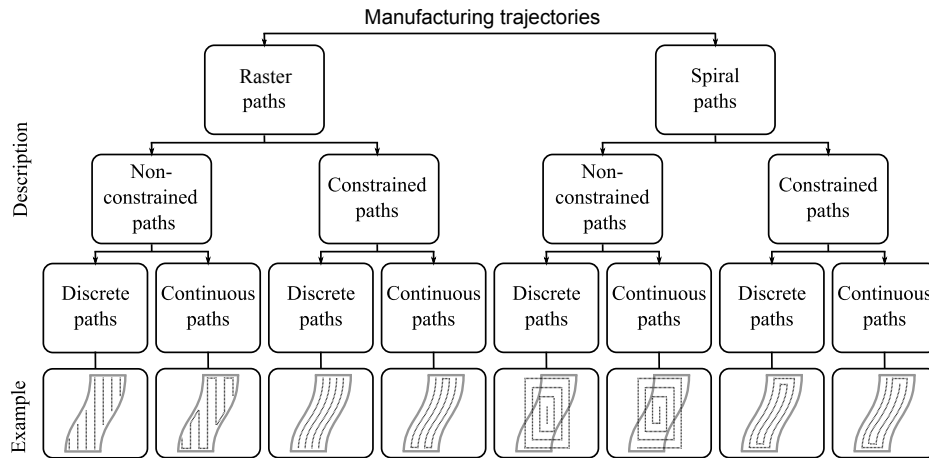 Manufacturing trajectories
Description
Raster
paths
Spiral
paths
Non-
constrained
paths
Constrained
paths
Non-
constrained
paths
Constrained
paths
Discrete
paths
Continuous
paths
Discrete
paths
Continuous
paths
Discrete
paths
Continuous
paths
Discrete
paths
Continuous
paths
Example